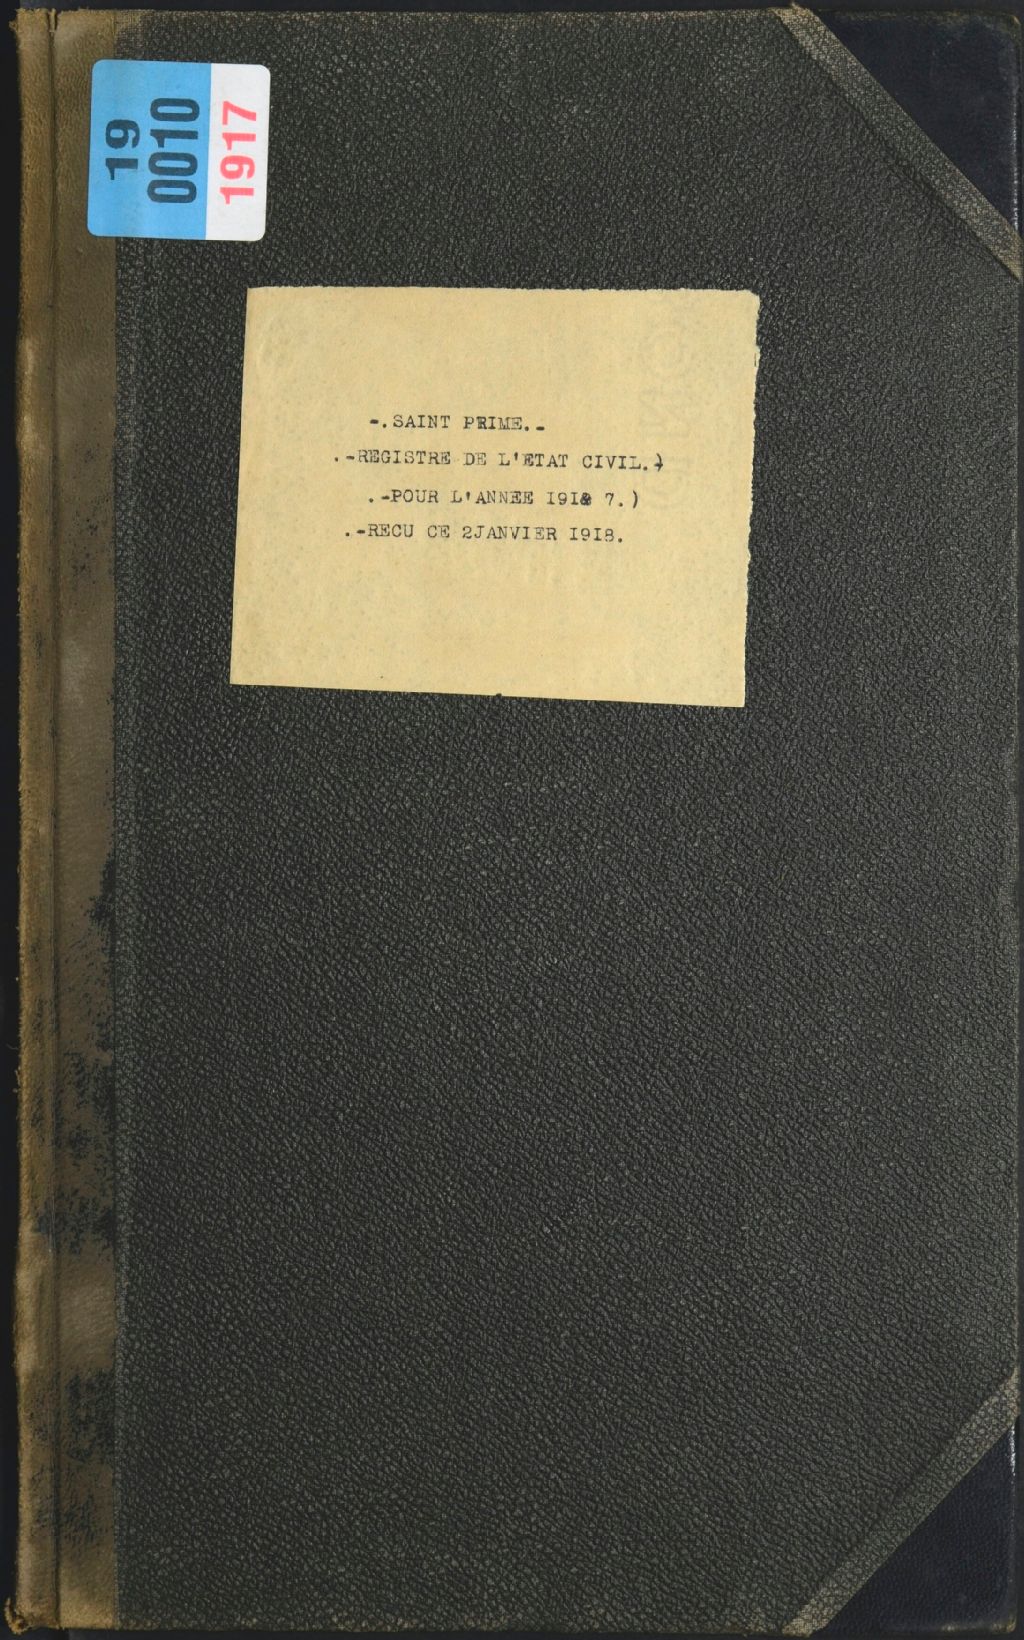 19
0010
1917
-.SAINT PRIME.-
.-REGISTRE DE L'ETAT CIVIL.)
.-POUR L'ANNEE 191& 7.)
.-RECU CE 2JANVIER 1918.